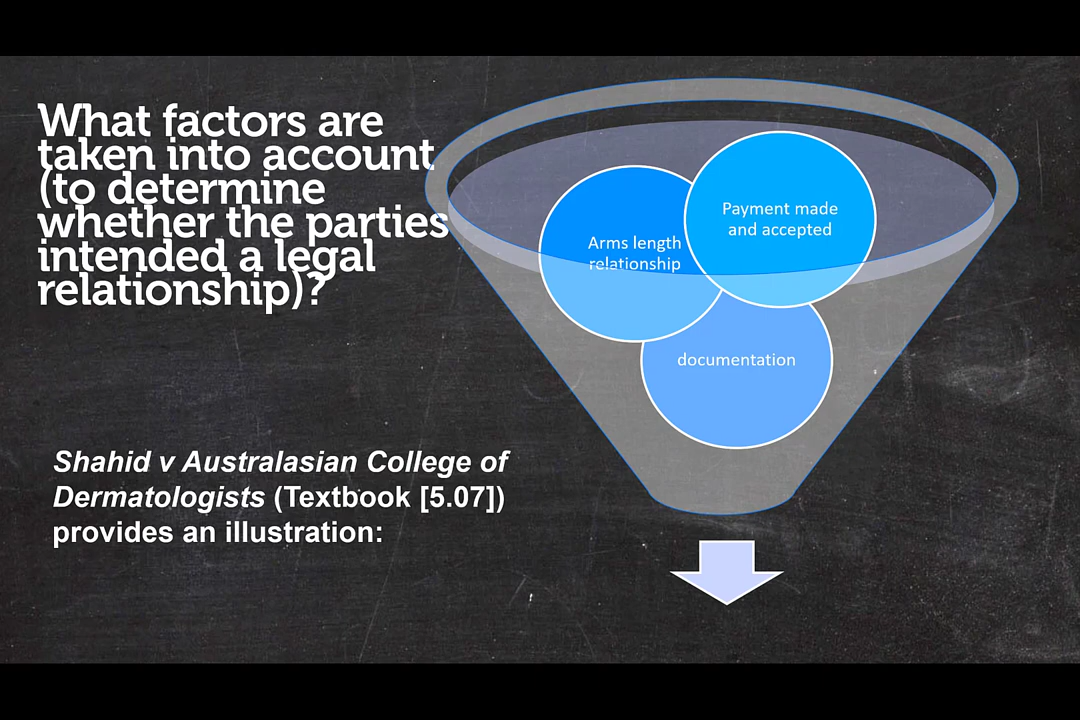 What factors are
taken into account
(to determine
whether the parties
intended a legal
relationship)?
Arms length
relationship
Payment made
and accepted
documentation
Shahid v Australasian College of
Dermatologists (Textbook [5.07])
provides an illustration: